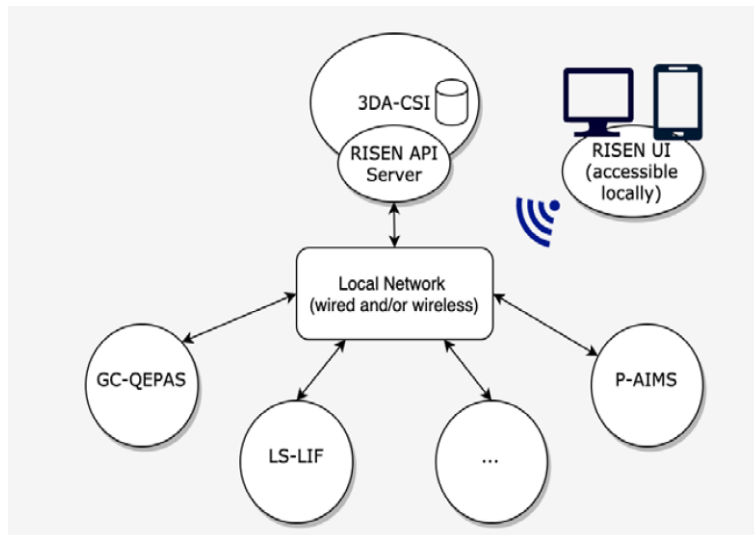 3DA-CSI
RISEN API
Server
RISEN UI
(accessible
locally)
Local Network
(wired and/or wireless)
GC-QEPAS
P-AIMS
LS-LIF
...